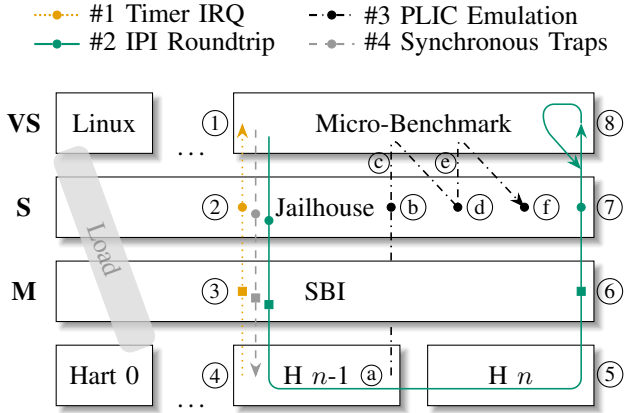 #1 Timer IRQ #3 PLIC Emulation
#2 IPI Roundtrip #4 Synchronous Traps
VS Linux ... 1 Micro-Benchmark 8
c e
S 2 Jailhouse b d f 7
Load
M 3 SBI 6
Hart 0 ... 4 H n-1 a H n 5